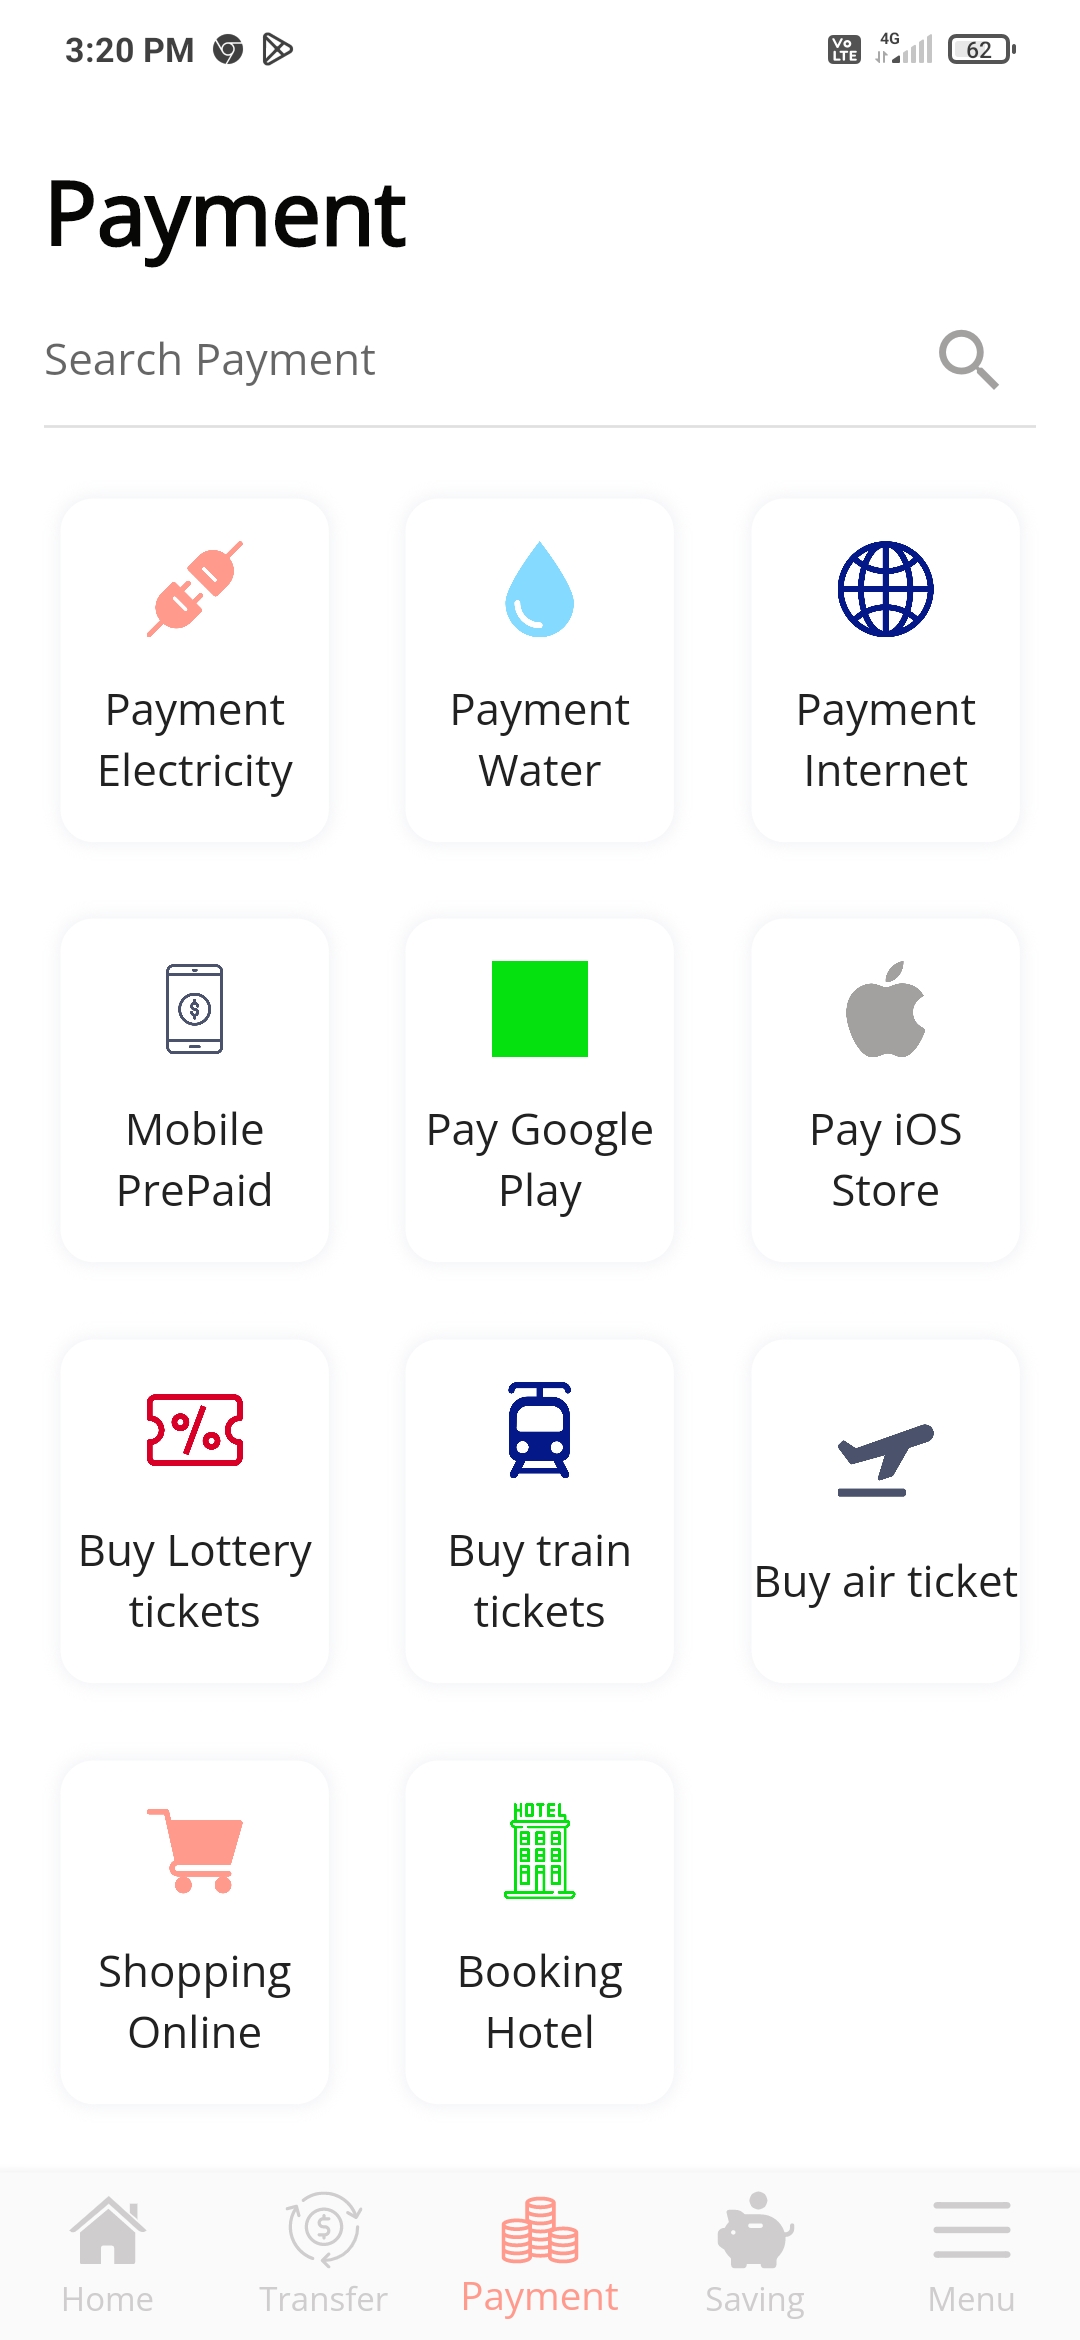 3:20 PM
Vo
LTE
4G
62
Payment
Search Payment
Payment
Electricity
Payment
Water
Payment
Internet
Mobile
PrePaid
Pay Google
Play
Pay iOS
Store
Buy Lottery
tickets
Buy train
tickets
Buy air ticket
Shopping
Online
HOTEL
Booking
Hotel
Home
Transfer
Payment
Saving
Menu